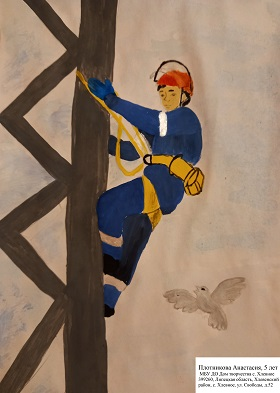 Плотникова Анастасия, 5 лет
МБУ ДО Дом творчества с. Хлевное
399260, Липецкая область, Хлевенский
район, с. Хлевное, ул. Свободы, д.52